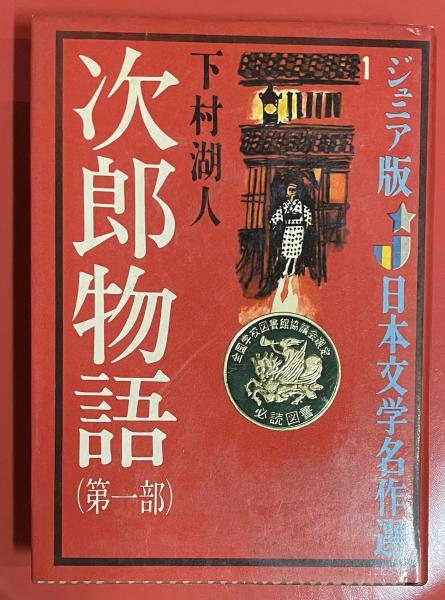 1
ジュニア版
日本文学名作選
下村湖人
次郎物語
(第一部)
全国学校図書館協議会選定
必読図書